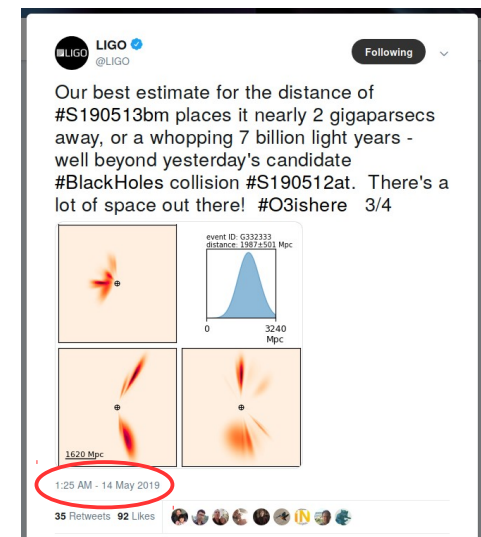 LIGO
LIGO
@LIGO
Following
Our best estimate for the distance of
#S190513bm places it nearly 2 gigaparsecs
away, or a whopping 7 billion light years -
well beyond yesterday's candidate
#BlackHoles collision #S190512at.  There's a
lot of space out there!  #O3ishere   3/4
event ID: G332333
distance: 1987±501 Mpc
0
3240
Mpc
1620 Mpc
1:25 AM - 14 May 2019
35 Retweets  92 Likes